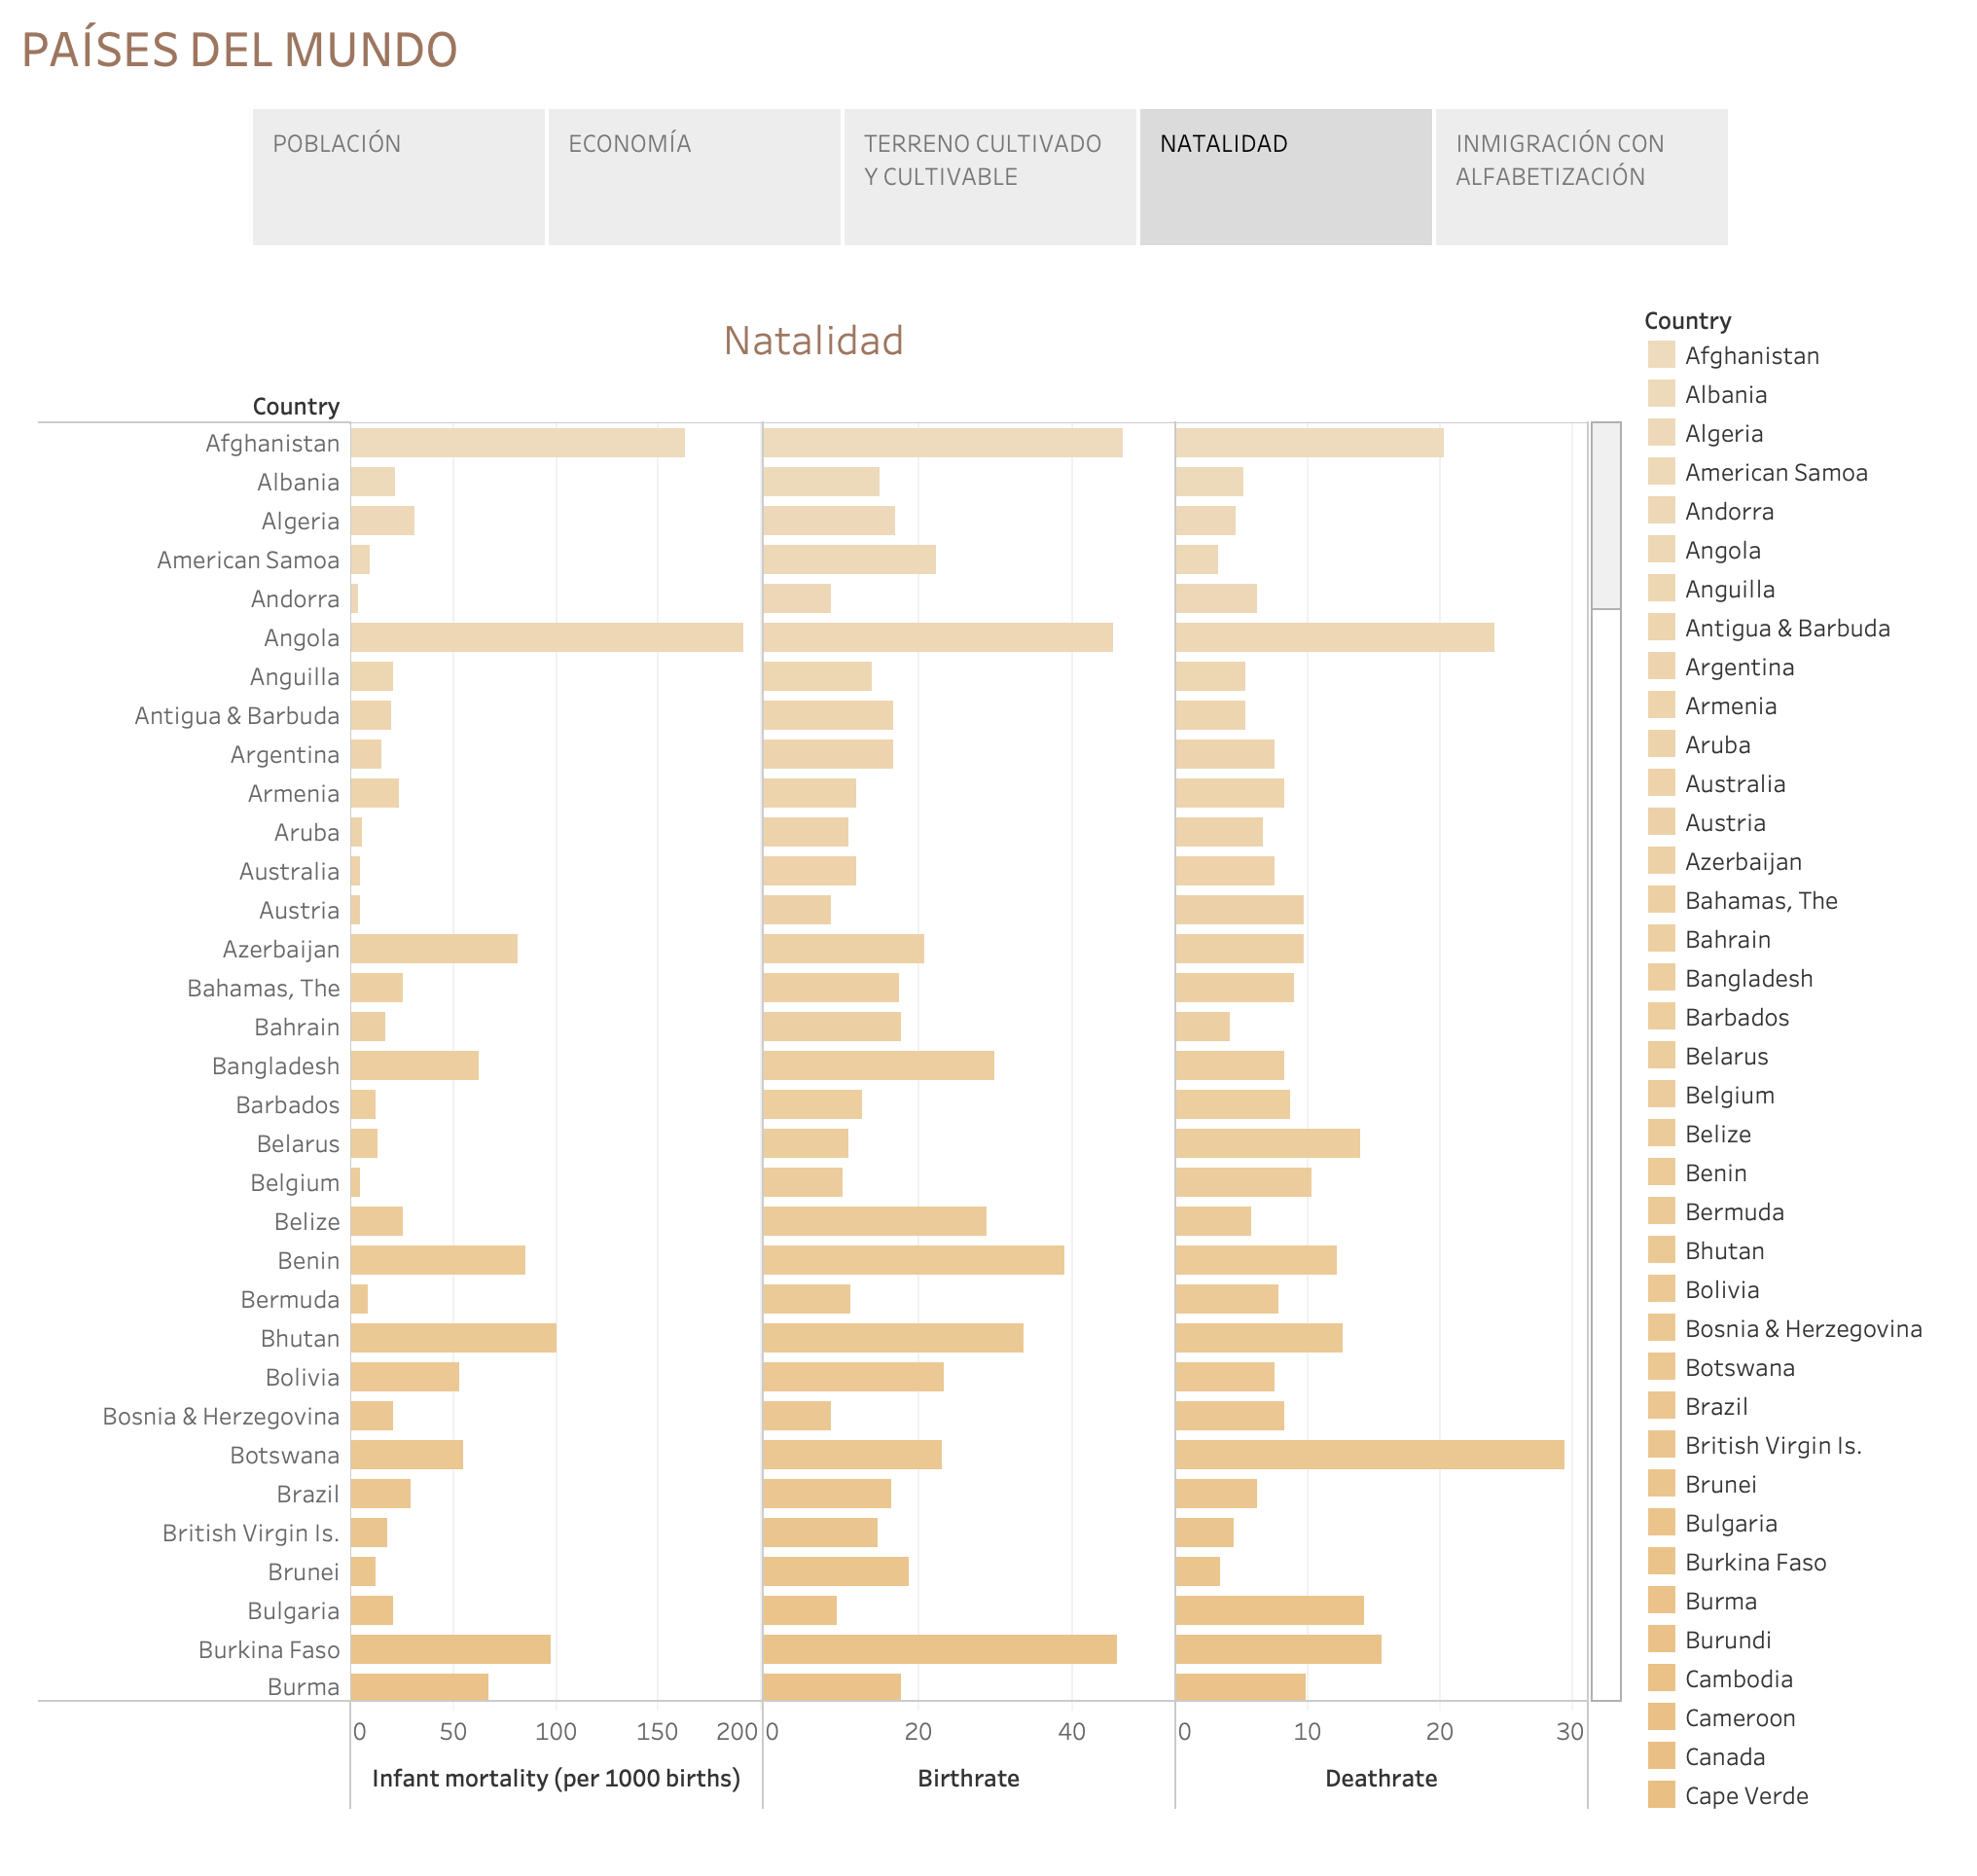 PAÍSES DEL MUNDO
POBLACIÓN
ECONOMÍA
TERRENO CULTIVADO
Y CULTIVABLE
NATALIDAD
INMIGRACIÓN CON
ALFABETIZACIÓN
Natalidad
Country
Afghanistan
Albania
Algeria
American Samoa
Andorra
Angola
Anguilla
Antigua & Barbuda
Argentina
Armenia
Aruba
Australia
Austria
Azerbaijan
Bahamas, The
Bahrain
Bangladesh
Barbados
Belarus
Belgium
Belize
Benin
Bermuda
Bhutan
Bolivia
Bosnia & Herzegovina
Botswana
Brazil
British Virgin Is.
Brunei
Bulgaria
Burkina Faso
Burma
0 50 100 150 200
0 20 40
0 10 20 30
Infant mortality (per 1000 births)
Birthrate
Deathrate
Country
Afghanistan
Albania
Algeria
American Samoa
Andorra
Angola
Anguilla
Antigua & Barbuda
Argentina
Armenia
Aruba
Australia
Austria
Azerbaijan
Bahamas, The
Bahrain
Bangladesh
Barbados
Belarus
Belgium
Belize
Benin
Bermuda
Bhutan
Bolivia
Bosnia & Herzegovina
Botswana
Brazil
British Virgin Is.
Brunei
Bulgaria
Burkina Faso
Burma
Burundi
Cambodia
Cameroon
Canada
Cape Verde